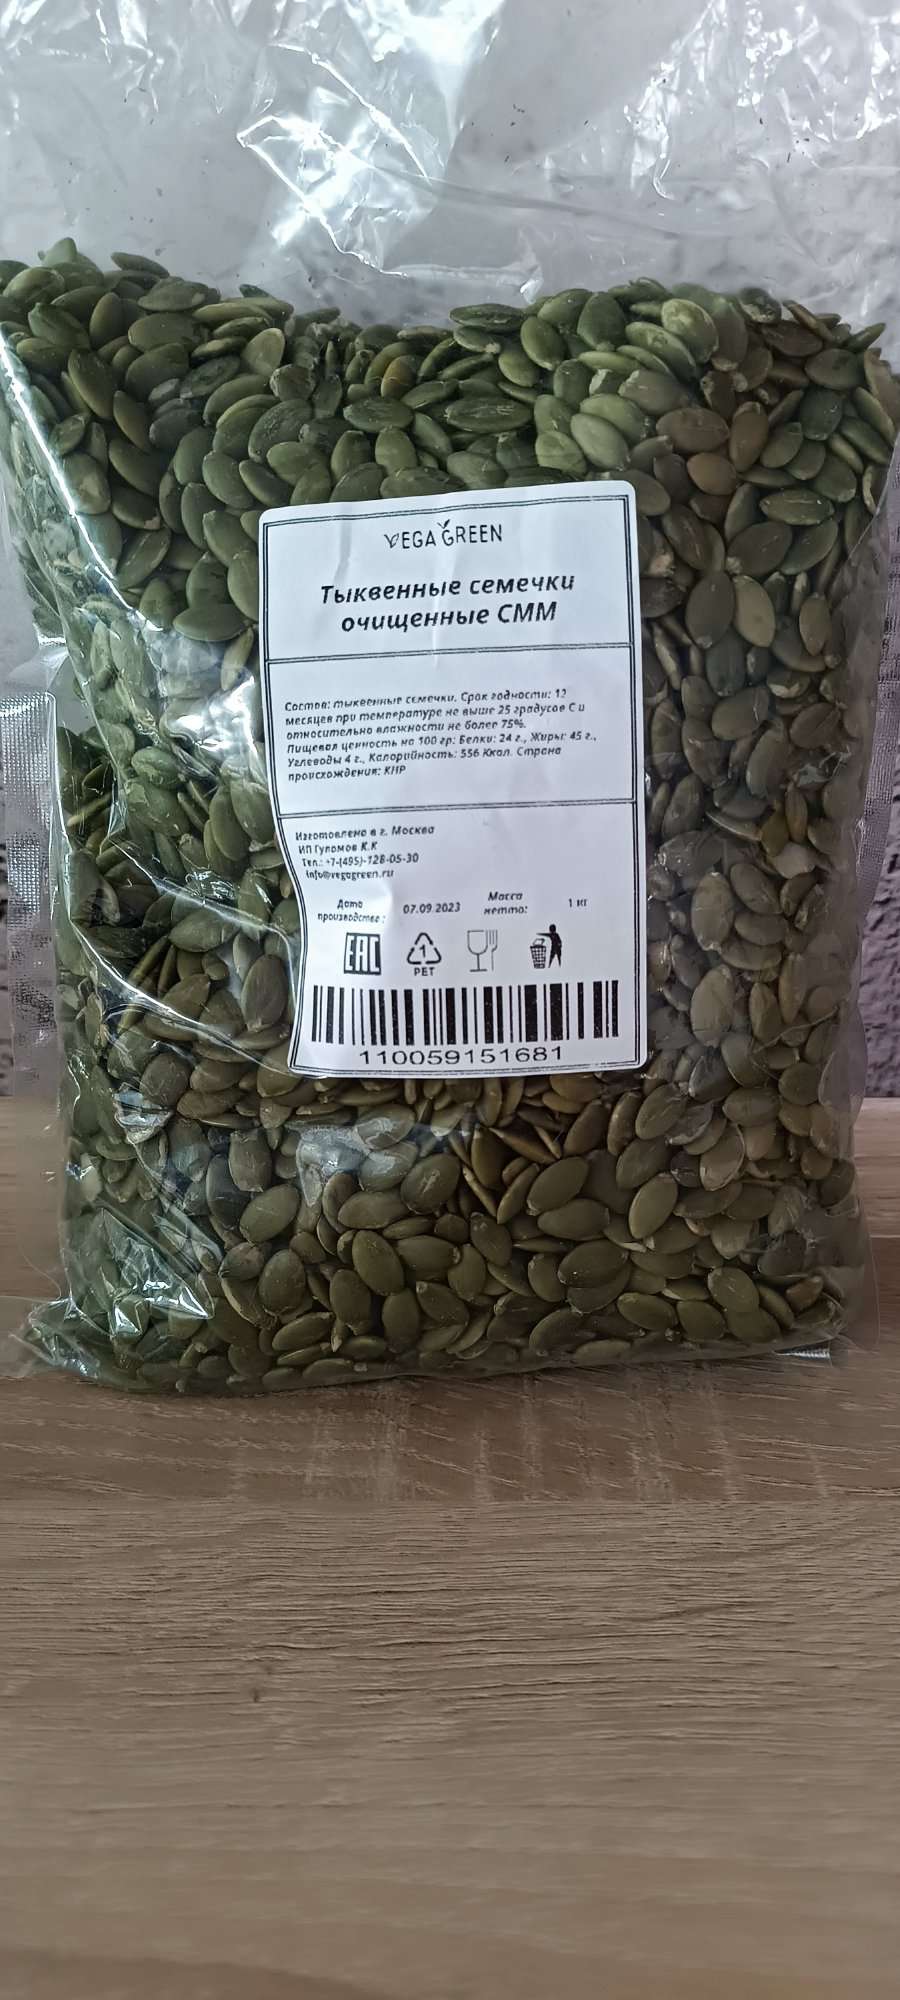 VEGA GREEN
Тыквенные семечки
очищенные СММ
Состав: тыквенные семечки. Срок годности: 12
месяцев при температуре не выше 25 градусов С и
относительно влажности не более 75%.
Пищевая ценность на 100 гр: Белки: 24 г., Жиры: 45 г.,
Углеводы 4 г., Калорийность: 556 Ккал. Страна
происхождения: КНР
Изготовлено в г. Москва
ИП Гуломов К.К
Тел.: +7-(495)-128-05-30
info@vegagreen.ru
Дата
производства:
07.09.2023
Масса
нетто:
1 кг
EAC
1
PET
110059151681